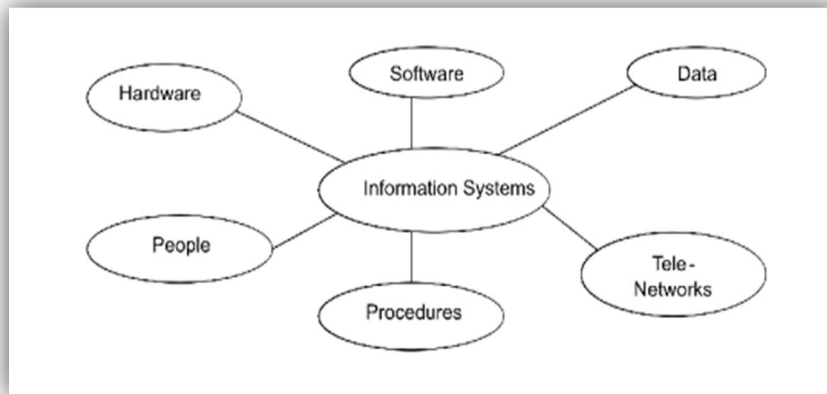 Software
Data
Hardware
Information Systems
People
Tele-
Networks
Procedures